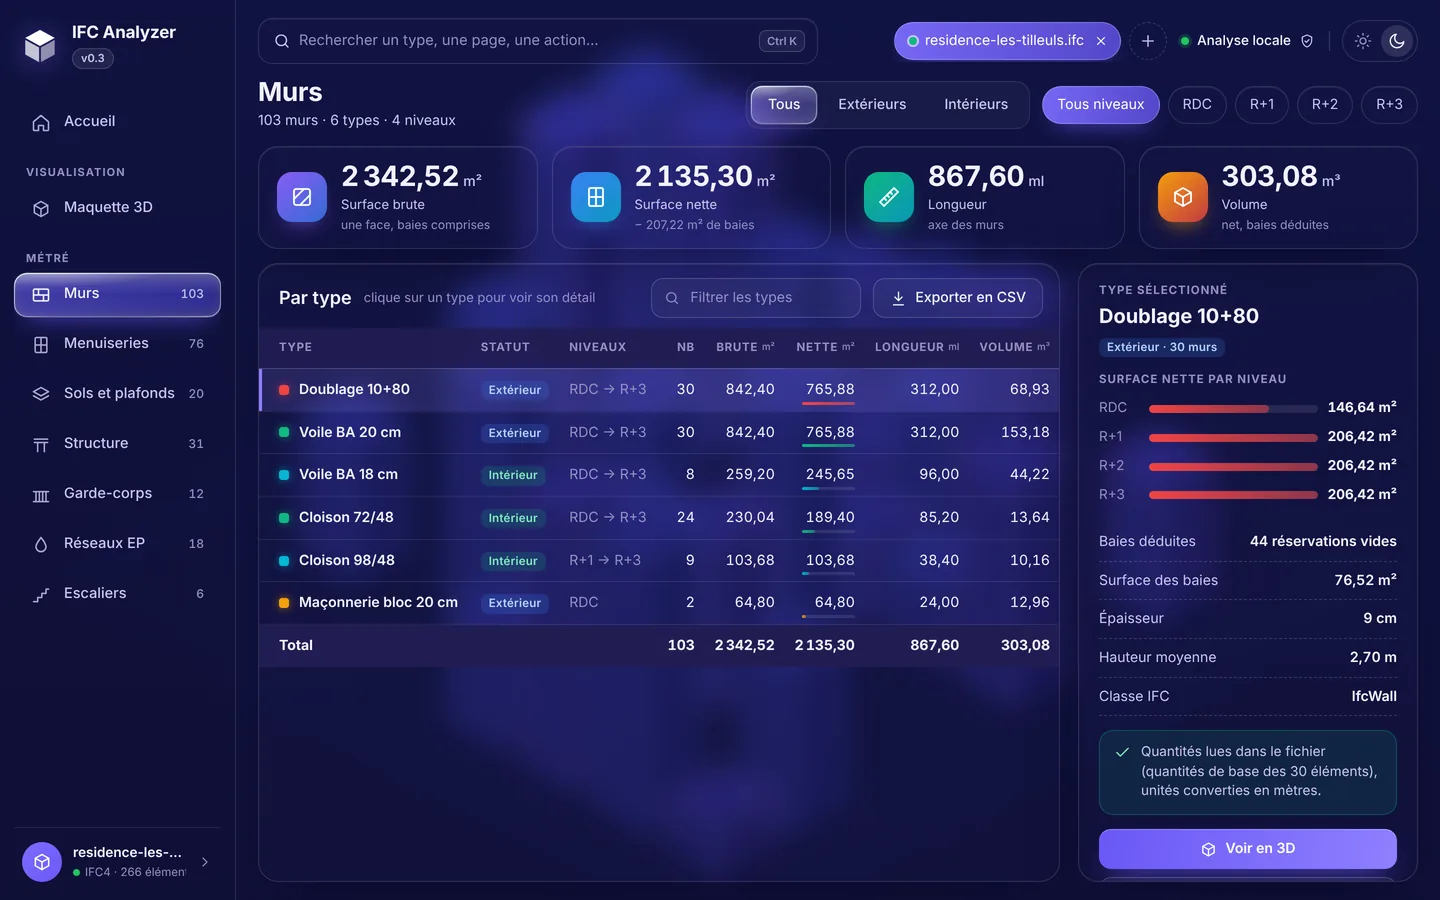 IFC Analyzer
v0.3
Accueil
VISUALISATION
Maquette 3D
MÉTRÉ
Murs 103
Menuiseries 76
Sols et plafonds 20
Structure 31
Garde-corps 12
Réseaux EP 18
Escaliers 6
residence-les-...
IFC4 · 266 élémen
Rechercher un type, une page, une action... Ctrl K
residence-les-tilleuls.ifc
Analyse locale
Murs
103 murs · 6 types · 4 niveaux
Tous Extérieurs Intérieurs
Tous niveaux RDC R+1 R+2 R+3
2 342,52 m²
Surface brute
une face, baies comprises
2 135,30 m²
Surface nette
− 207,22 m² de baies
867,60 ml
Longueur
axe des murs
303,08 m³
Volume
net, baies déduites
Par type clique sur un type pour voir son détail
Filtrer les types
Exporter en CSV
TYPE STATUT NIVEAUX NB BRUTE m² NETTE m² LONGUEUR ml VOLUME m³
Doublage 10+80 Extérieur RDC → R+3 30 842,40 765,88 312,00 68,93
Voile BA 20 cm Extérieur RDC → R+3 30 842,40 765,88 312,00 153,18
Voile BA 18 cm Intérieur RDC → R+3 8 259,20 245,65 96,00 44,22
Cloison 72/48 Intérieur RDC → R+3 24 230,04 189,40 85,20 13,64
Cloison 98/48 Intérieur R+1 → R+3 9 103,68 103,68 38,40 10,16
Maçonnerie bloc 20 cm Extérieur RDC 2 64,80 64,80 24,00 12,96
Total 103 2 342,52 2 135,30 867,60 303,08
TYPE SÉLECTIONNÉ
Doublage 10+80
Extérieur · 30 murs
SURFACE NETTE PAR NIVEAU
RDC 146,64 m²
R+1 206,42 m²
R+2 206,42 m²
R+3 206,42 m²
Baies déduites 44 réservations vides
Surface des baies 76,52 m²
Épaisseur 9 cm
Hauteur moyenne 2,70 m
Classe IFC IfcWall
Quantités lues dans le fichier
(quantités de base des 30 éléments),
unités converties en mètres.
Voir en 3D